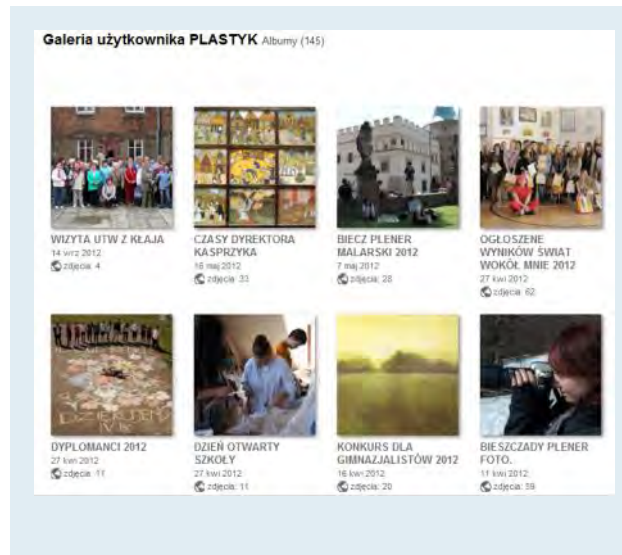 Galeria użytkownika PLASTYK Albumy (145)
WIZYTA UTW Z KŁAJA
14 wrz 2012
zdjęcia: 4
CZASY DYREKTORA
KASPRZYKA
16 maj 2012
zdjęcia: 33
BIECZ PLENER
MALARSKI 2012
7 maj 2012
zdjęcia: 28
OGŁOSZENE
WYNIKÓW ŚWIAT
WOKÓŁ MNIE 2012
27 kwi 2012
zdjęcia: 62
DZIEKUJEMY
IV K
DYPLOMANCI 2012
27 kwi 2012
zdjęcia: 11
DZIEŃ OTWARTY
SZKOŁY
27 kwi 2012
zdjęcia: 11
KONKURS DLA
GIMNAZJALISTÓW 2012
16 kwi 2012
zdjęcia: 20
BIESZCZADY PLENER
FOTO.
11 kwi 2012
zdjęcia: 59